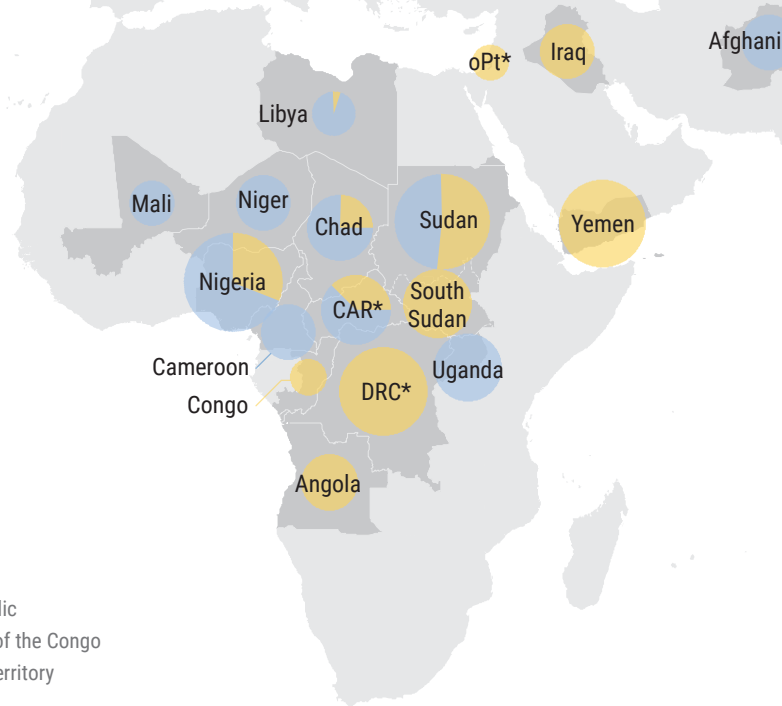 Afghani
oPt*
Iraq
Libya
Mali
Niger
Chad
Sudan
Yemen
Nigeria
CAR*
South
Sudan
Cameroon
Uganda
Congo
DRC*
Angola
lic
of the Congo
erritory